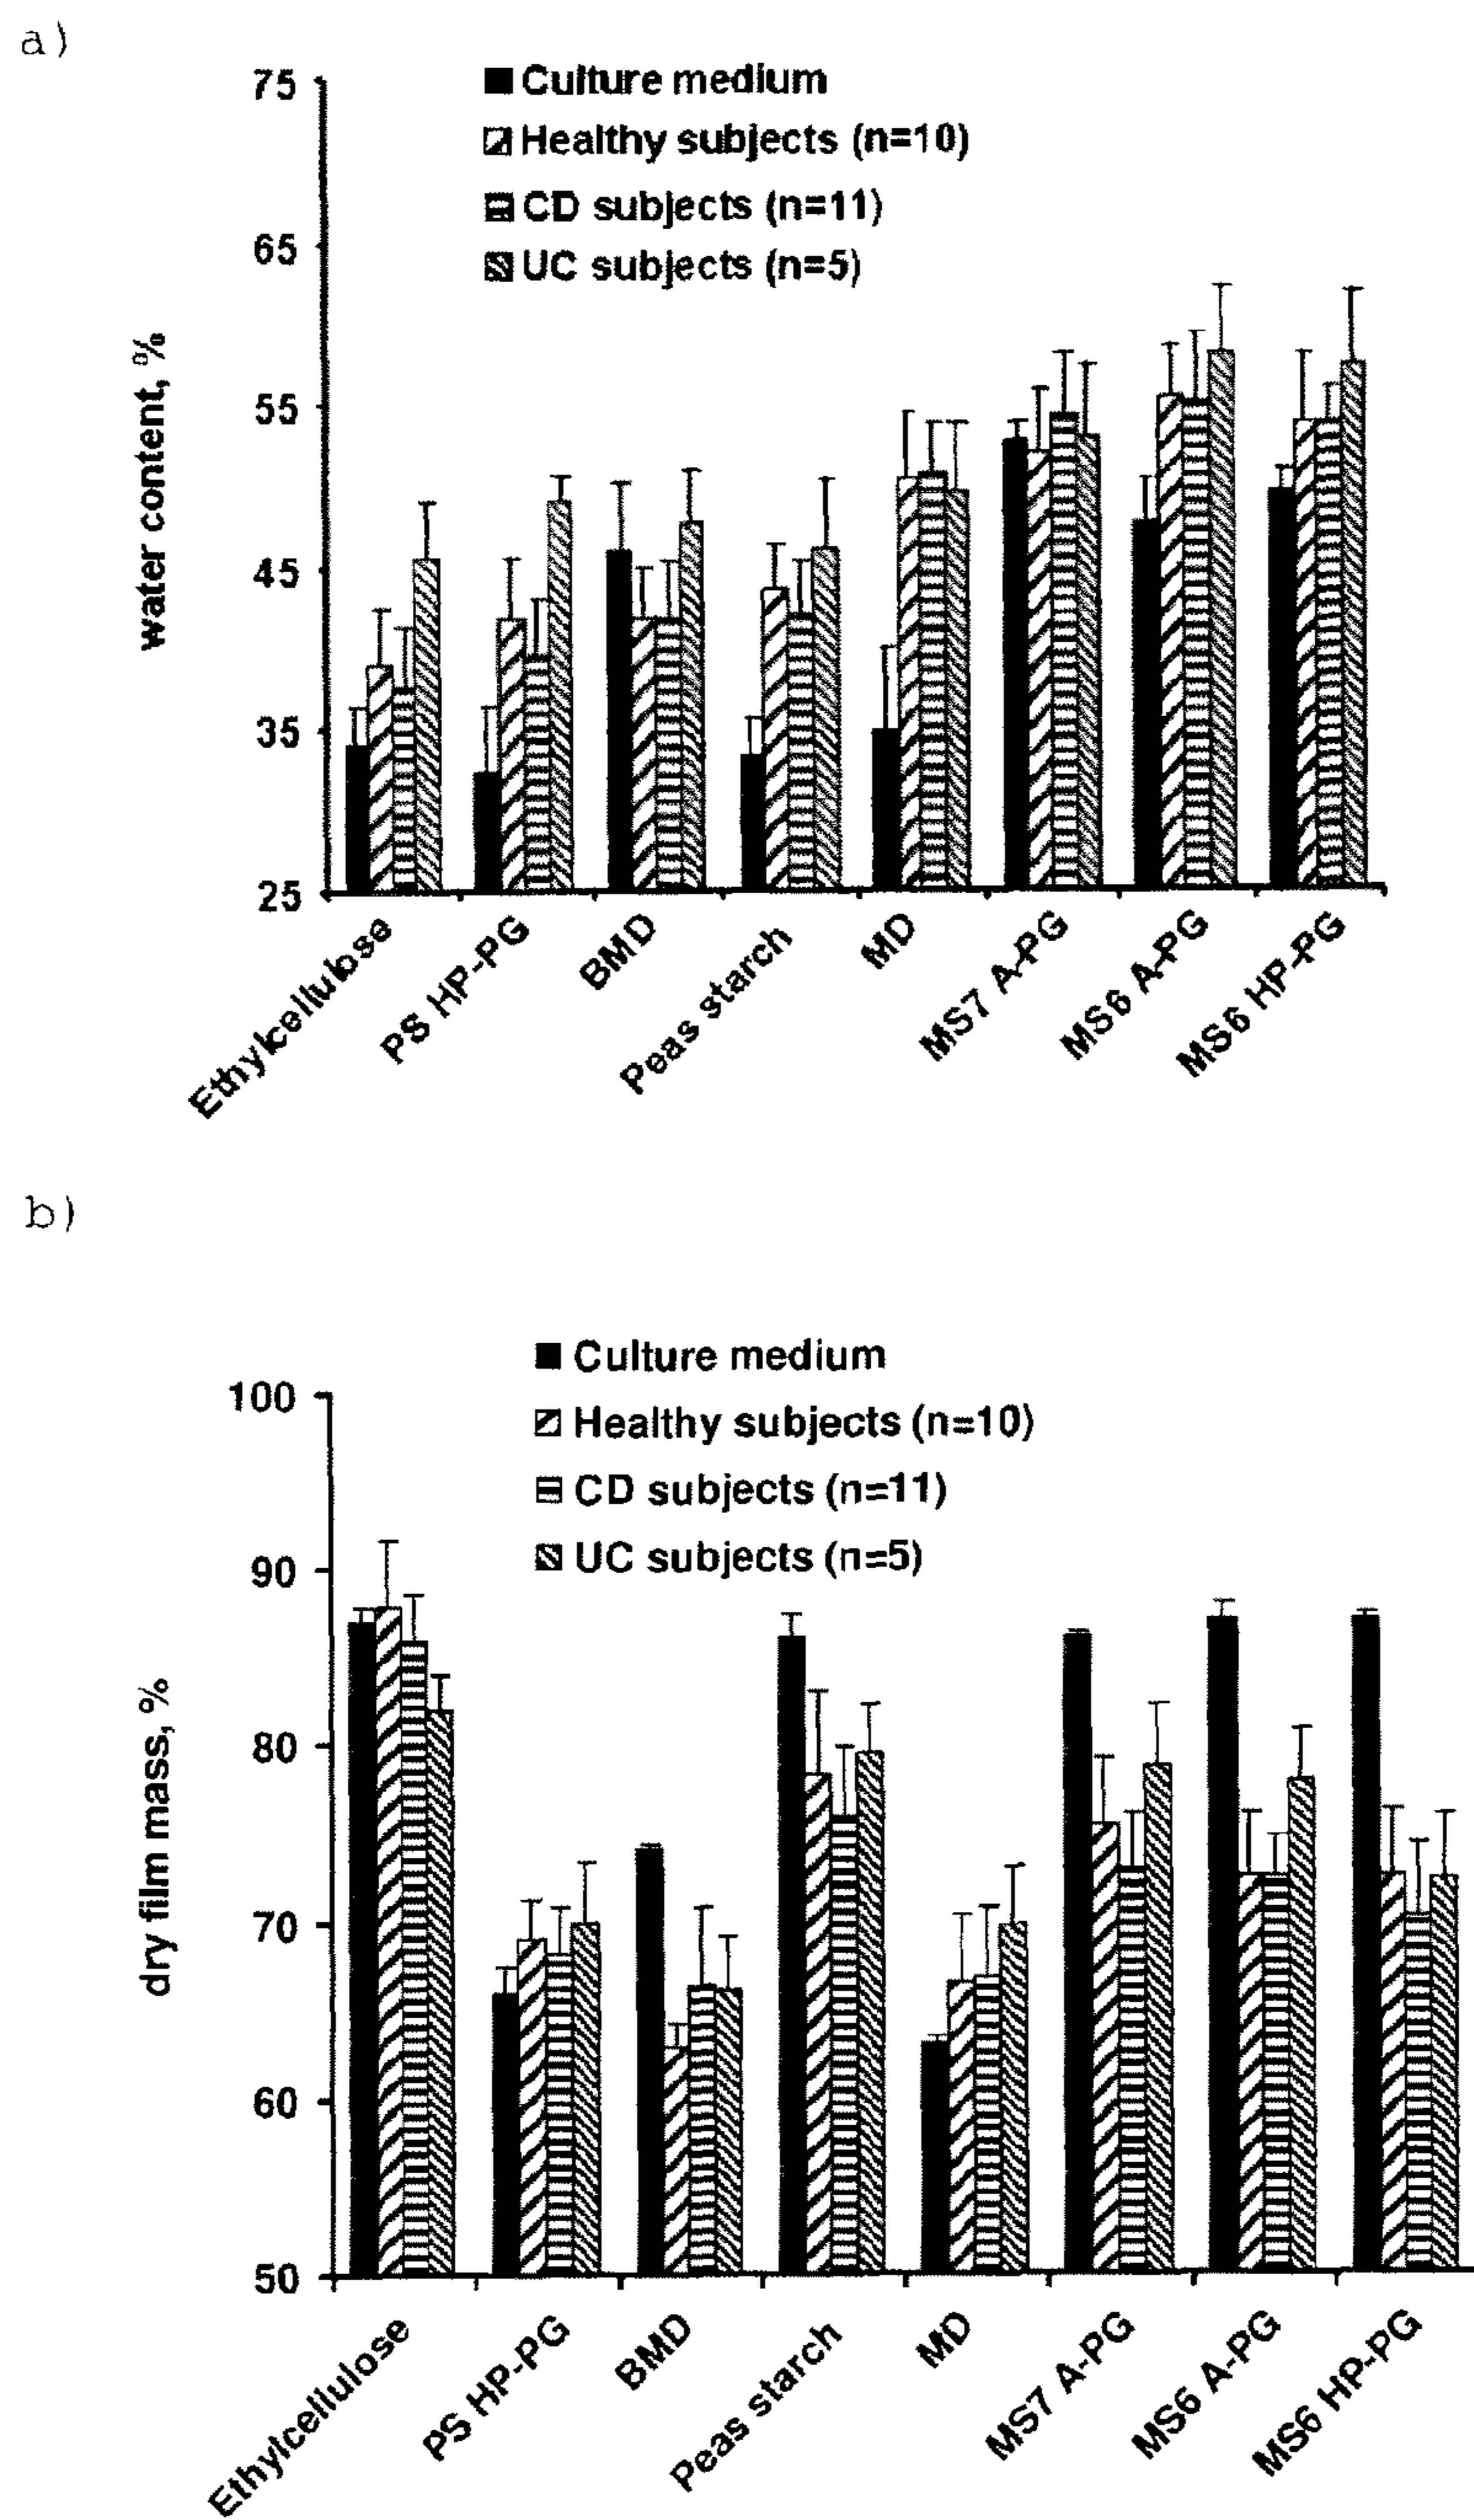 a)
75
Culture medium
Healthy subjects (n=10)
CD subjects (n=11)
UC subjects (n=5)
65
55
45
35
25
water content, %
Ethylcellulose
PS HP-PG
BMD
Peas starch
MD
MS7 A-PG
MS6 A-PG
MS6 HP-PG
b)
Culture medium
100
Healthy subjects (n=10)
CD subjects (n=11)
UC subjects (n=5)
90
80
70
60
50
dry film mass, %
Ethylcellulose
PS HP-PG
BMD
Peas starch
MD
MS7 A-PG
MS6 A-PG
MS6 HP-PG